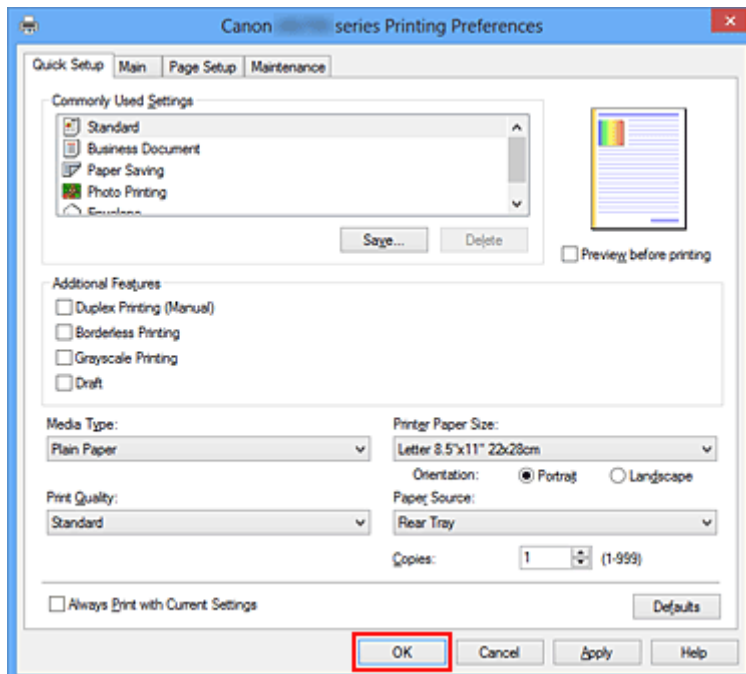 Canon series Printing Preferences
Quick Setup Main Page Setup Maintenance
Commonly Used Settings
Standard
Business Document
Paper Saving
Photo Printing
Envelope
Save... Delete
Preview before printing
Additional Features
Duplex Printing (Manual)
Borderless Printing
Grayscale Printing
Draft
Media Type:
Plain Paper
Printer Paper Size:
Letter 8.5"x11" 22x28cm
Orientation: Portrait Landscape
Print Quality:
Standard
Paper Source:
Rear Tray
Copies: 1 (1-999)
Always Print with Current Settings
Defaults
OK Cancel Apply Help